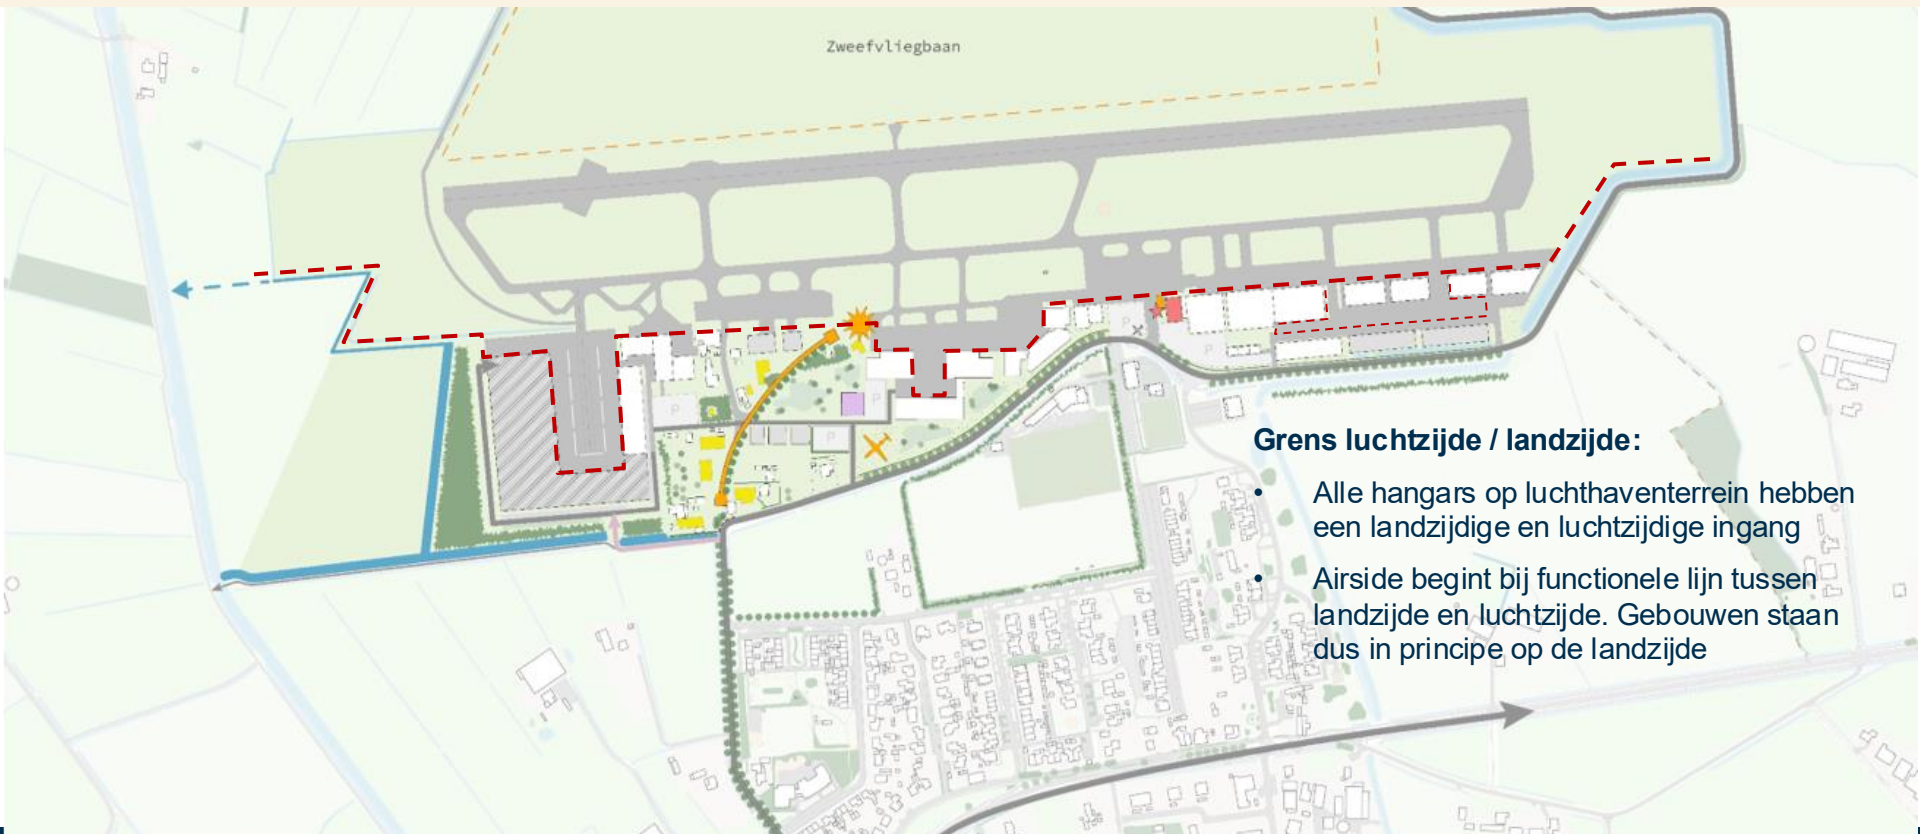 Zweefvliegbaan
P
P
P
P
P
Grens luchtzijde / landzijde:
• Alle hangars op luchthaventerrein hebben
een landzijdige en luchtzijdige ingang
• Airside begint bij functionele lijn tussen
landzijde en luchtzijde. Gebouwen staan
dus in principe op de landzijde